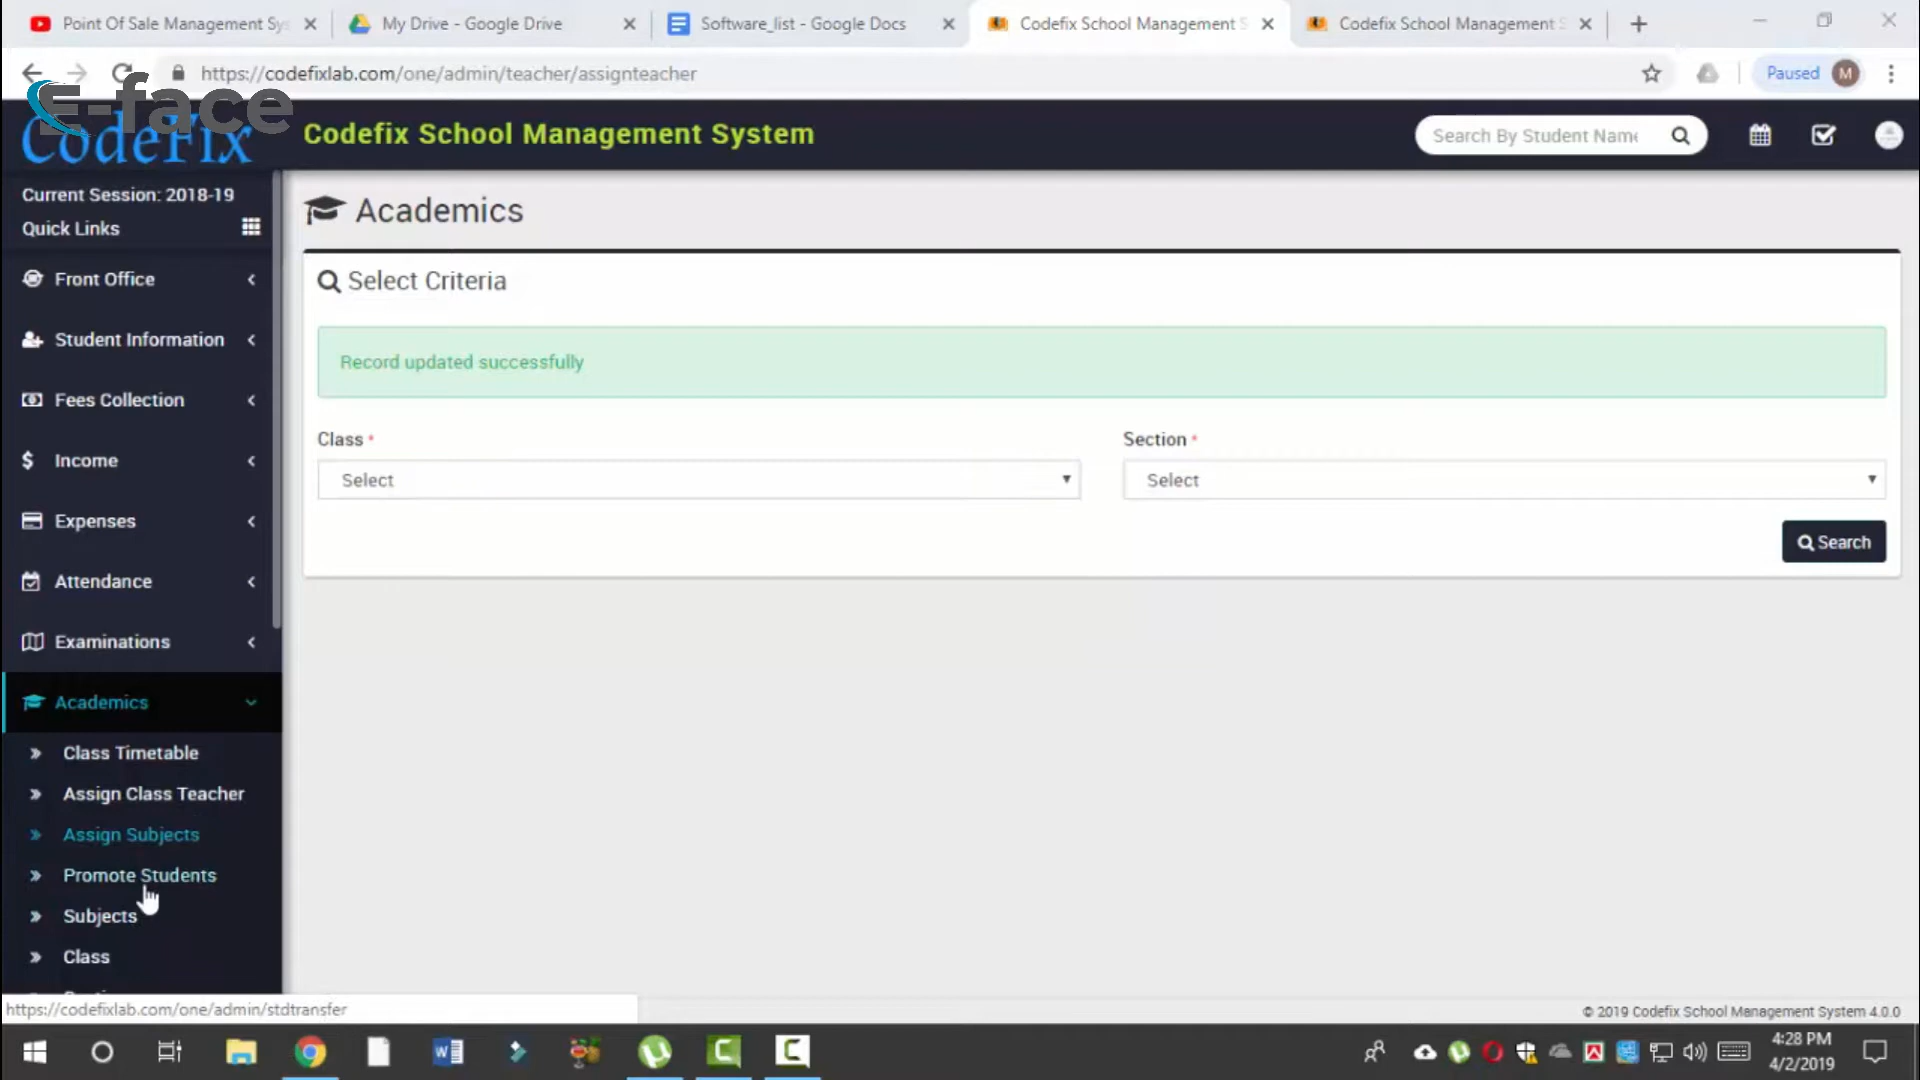 Point Of Sale Management Sys
My Drive - Google Drive
Software_list - Google Docs
Codefix School Management S
Codefix School Management S
https://codefixlab.com/one/admin/teacher/assignteacher
Paused
M
E-face
CodeFix
Codefix School Management System
Search By Student Name
Current Session: 2018-19
Quick Links
Front Office
Student Information
Fees Collection
Income
Expenses
Attendance
Examinations
Academics
Class Timetable
Assign Class Teacher
Assign Subjects
Promote Students
Subjects
Class
Academics
Select Criteria
Record updated successfully
Class *
Section *
Select
Select
Search
https://codefixlab.com/one/admin/stdtransfer
© 2019 Codefix School Management System 4.0.0
4:28 PM
4/2/2019